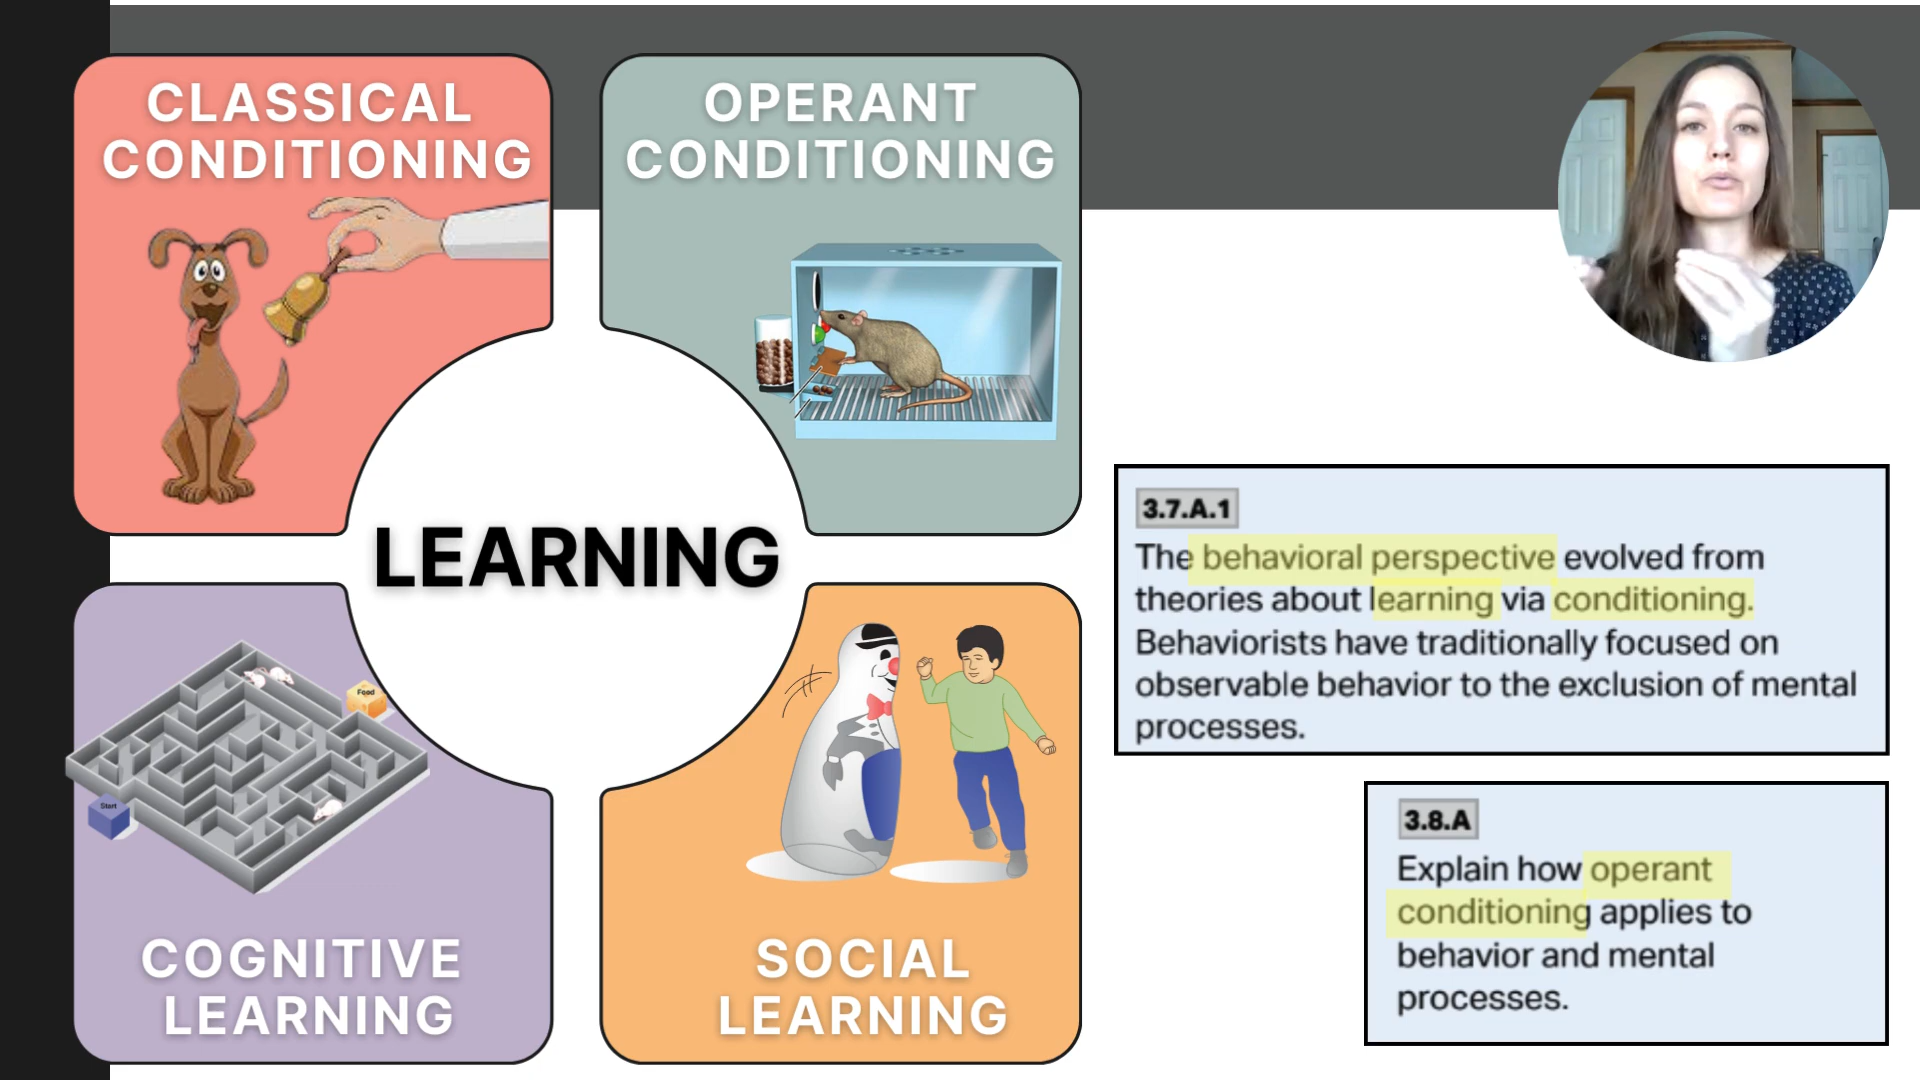 CLASSICAL
CONDITIONING
OPERANT
CONDITIONING
LEARNING
Food
Start
COGNITIVE
LEARNING
SOCIAL
LEARNING
3.7.A.1
The behavioral perspective evolved from
theories about learning via conditioning.
Behaviorists have traditionally focused on
observable behavior to the exclusion of mental
processes.
3.8.A
Explain how operant
conditioning applies to
behavior and mental
processes.